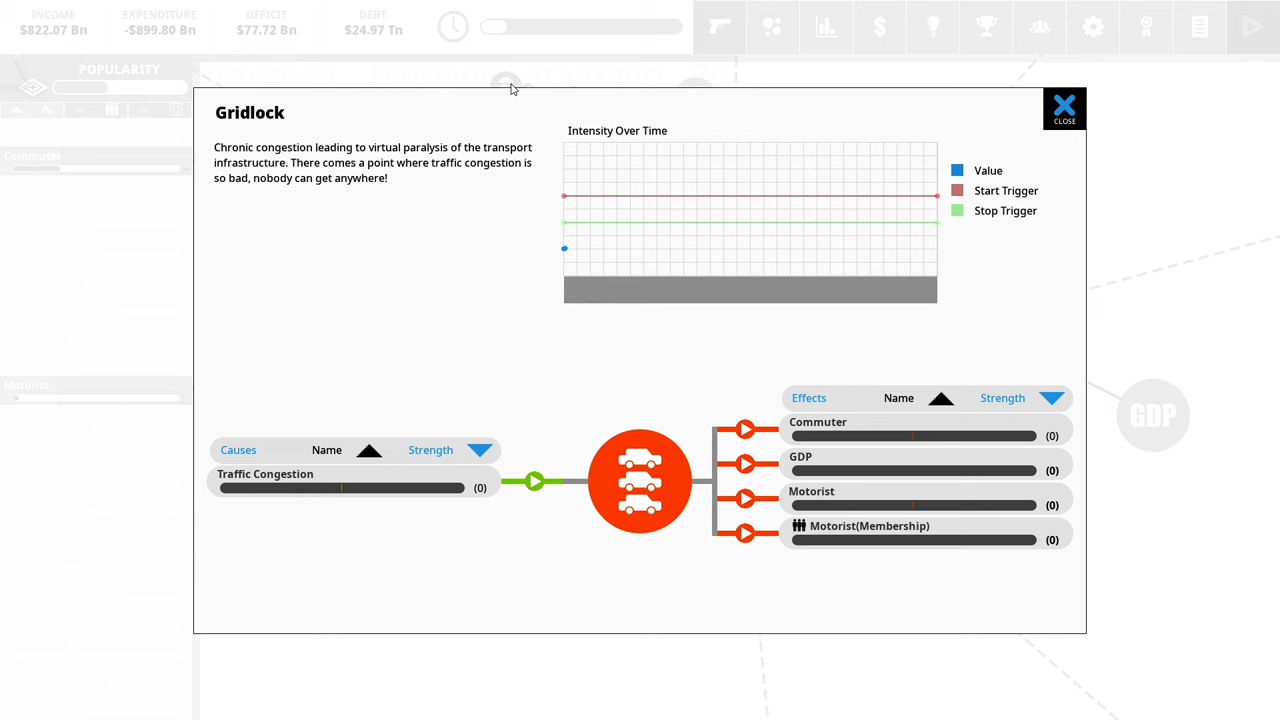 INCOME
$822.07 Bn
EXPENDITURE
-$899.80 Bn
DEFICIT
$77.72 Bn
DEBT
$24.97 Tn
POPULARITY
Commuter
Motorist
GDP
CLOSE
Gridlock
Chronic congestion leading to virtual paralysis of the transport
infrastructure. There comes a point where traffic congestion is
so bad, nobody can get anywhere!
Intensity Over Time
Value
Start Trigger
Stop Trigger
Causes Name Strength
Traffic Congestion
(0)
Effects Name Strength
Commuter
(0)
GDP
(0)
Motorist
(0)
Motorist(Membership)
(0)